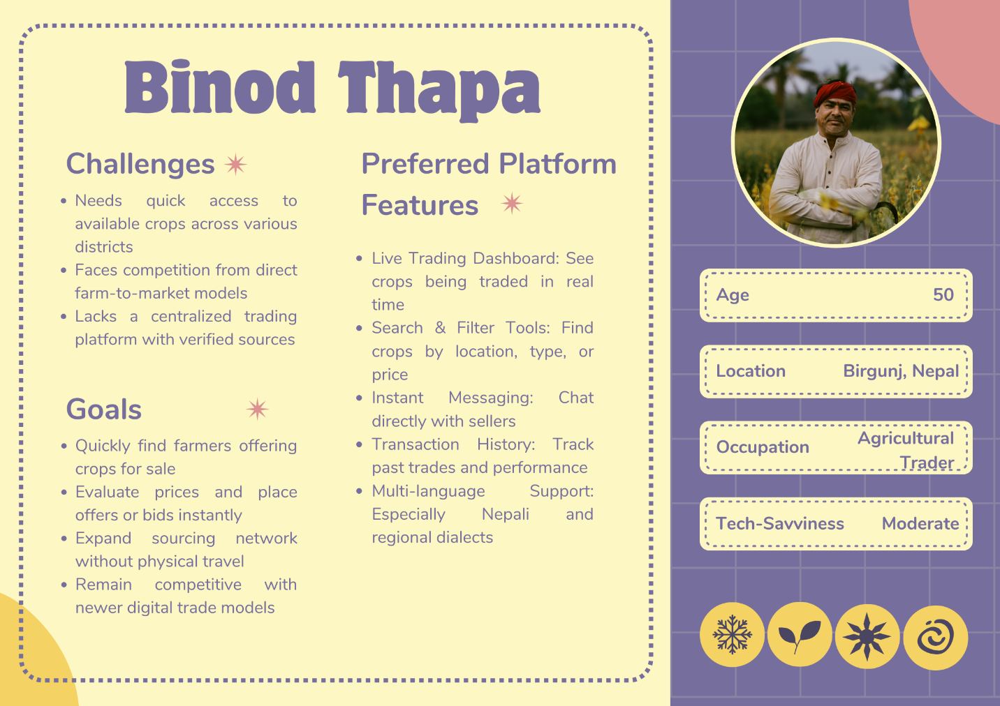 Binod Thapa
Challenges
Needs quick access to
available crops across various
districts
Faces competition from direct
farm-to-market models
Lacks a centralized trading
platform with verified sources
Goals
Quickly find farmers offering
crops for sale
Evaluate prices and place
offers or bids instantly
Expand sourcing network
without physical travel
Remain competitive with
newer digital trade models
Preferred Platform
Features
Live Trading Dashboard: See
crops being traded in real
time
Search & Filter Tools: Find
crops by location, type, or
price
Instant Messaging: Chat
directly with sellers
Transaction History: Track
past trades and performance
Multi-language Support:
Especially Nepali and
regional dialects
Age 50
Location Birgunj, Nepal
Occupation Agricultural
Trader
Tech-Savviness Moderate